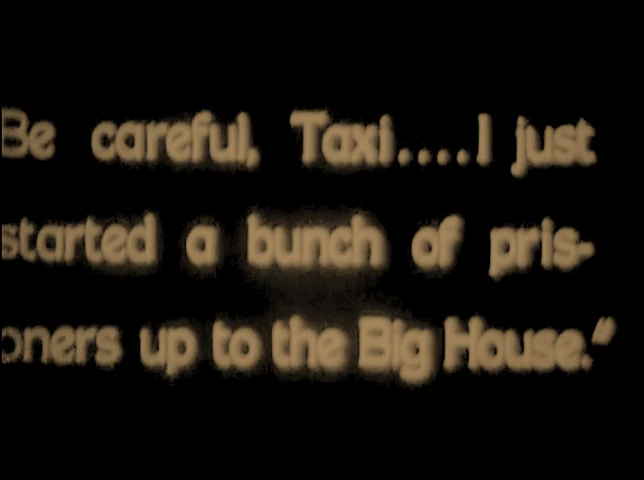 Be careful, Taxi....I just
started a bunch of pris-
oners up to the Big House."